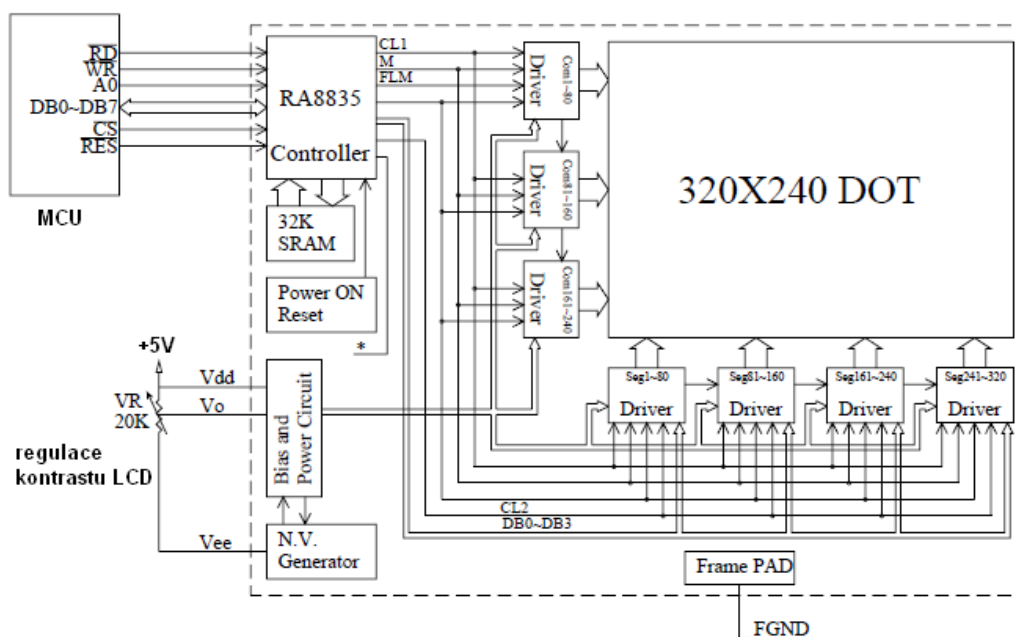 RD
WR
A0
DB0~DB7
CS
RES
MCU
RA8835
Controller
CL1
M
FLM
32K
SRAM
Power ON
Reset
*
Driver
Com1~80
Driver
Com81~160
Driver
Com161~240
320X240 DOT
+5V
Vdd
VR
20K
Vo
regulace
kontrastu LCD
Vee
Bias and
Power Circuit
N.V.
Generator
Seg1~80
Driver
Seg81~160
Driver
Seg161~240
Driver
Seg241~320
Driver
CL2
DB0~DB3
Frame PAD
FGND